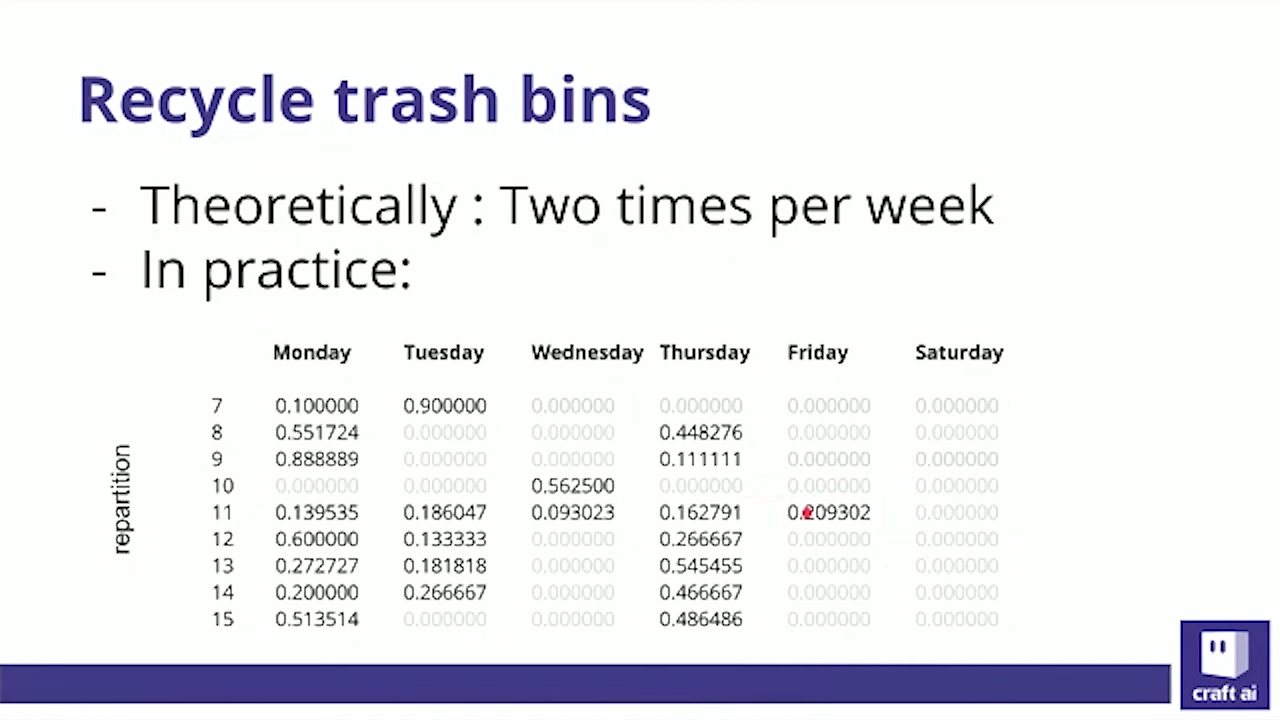 Recycle trash bins
- Theoretically : Two times per week
- In practice:
Monday Tuesday Wednesday Thursday Friday Saturday
repartition
7 0.100000 0.900000 0.000000 0.000000 0.000000 0.000000
8 0.551724 0.000000 0.000000 0.448276 0.000000 0.000000
9 0.888889 0.000000 0.000000 0.111111 0.000000 0.000000
10 0.000000 0.000000 0.562500 0.000000 0.000000 0.000000
11 0.139535 0.186047 0.093023 0.162791 0.209302 0.000000
12 0.600000 0.133333 0.000000 0.266667 0.000000 0.000000
13 0.272727 0.181818 0.000000 0.545455 0.000000 0.000000
14 0.200000 0.266667 0.000000 0.466667 0.000000 0.000000
15 0.513514 0.000000 0.000000 0.486486 0.000000 0.000000
craft ai